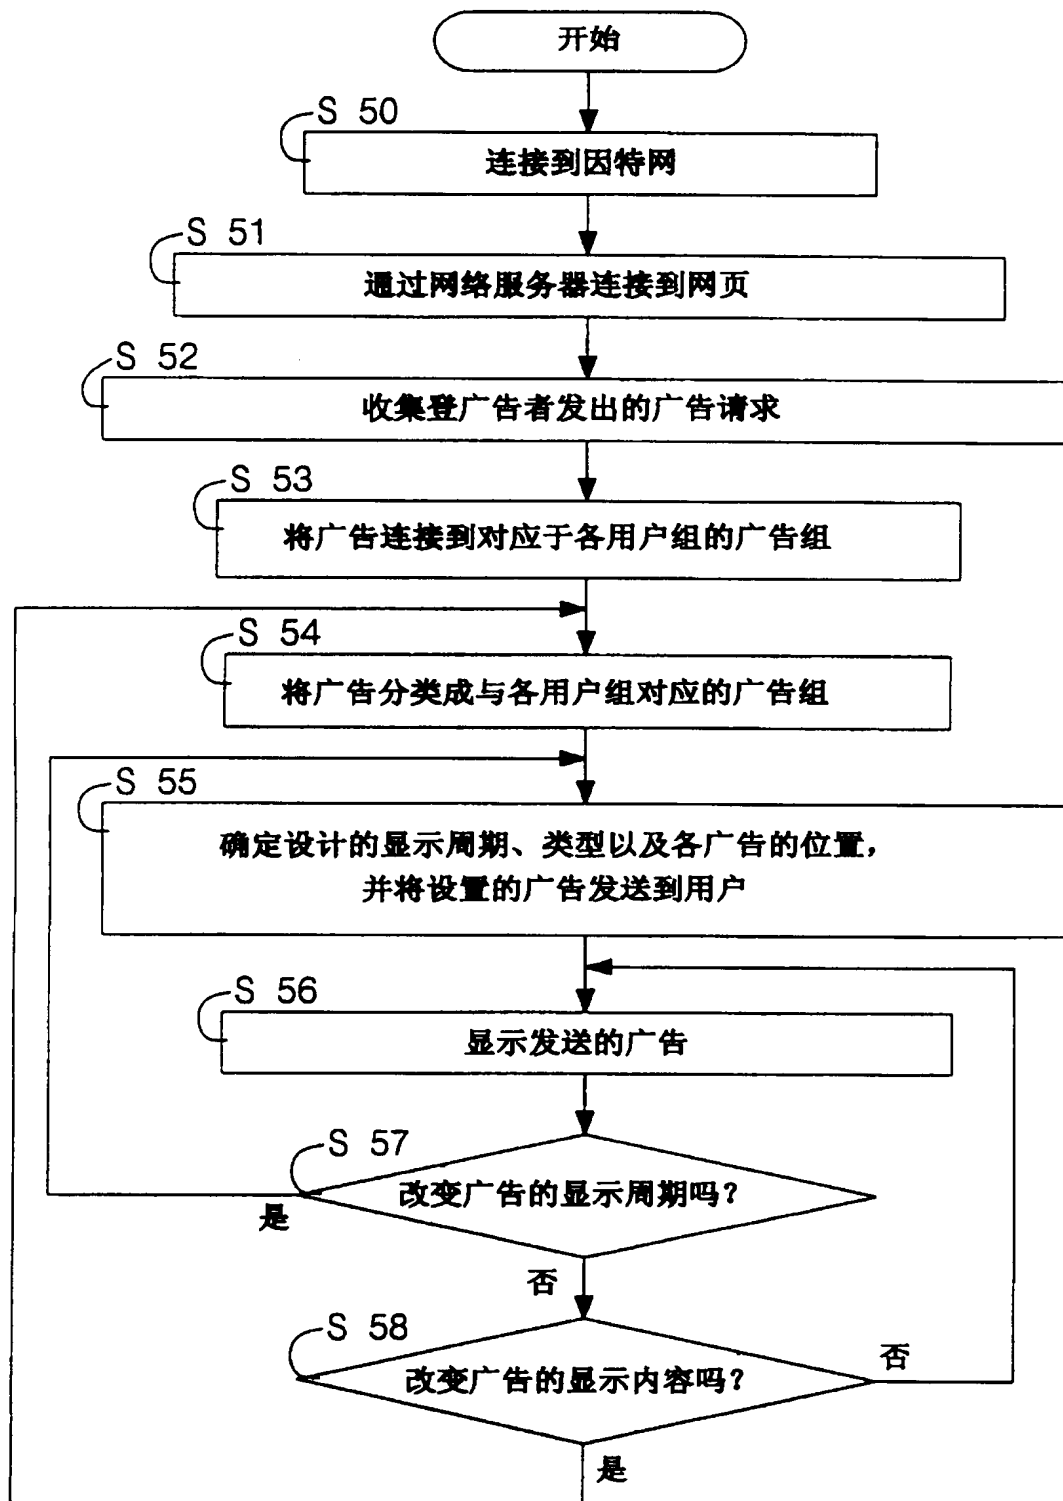 开始
S 50
连接到因特网
S 51
通过网络服务器连接到网页
S 52
收集登广告者发出的广告请求
S 53
将广告连接到对应于各用户组的广告组
S 54
将广告分类成与各用户组对应的广告组
S 55
确定设计的显示周期、类型以及各广告的位置，
并将设置的广告发送到用户
S 56
显示发送的广告
S 57
改变广告的显示周期吗？
是
否
S 58
改变广告的显示内容吗？
否
是